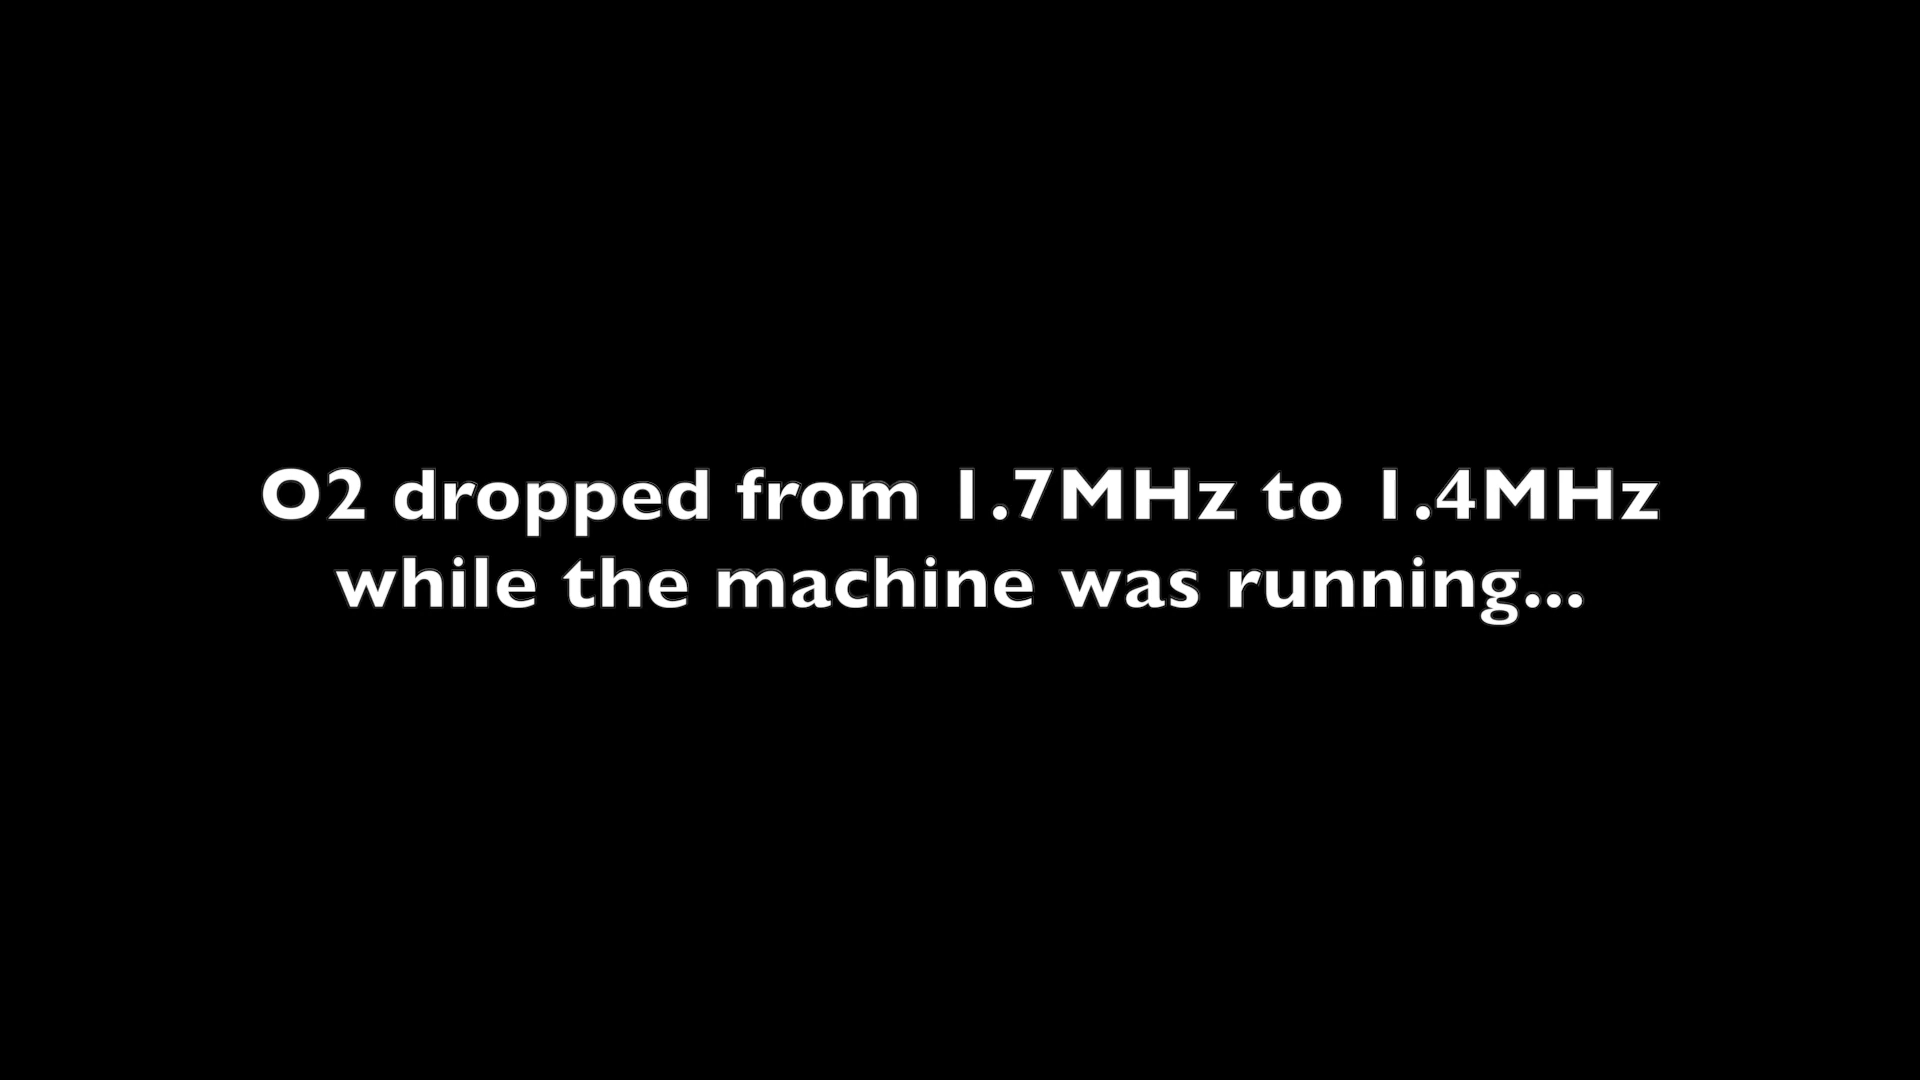 O2 dropped from 1.7MHz to 1.4MHz
while the machine was running...